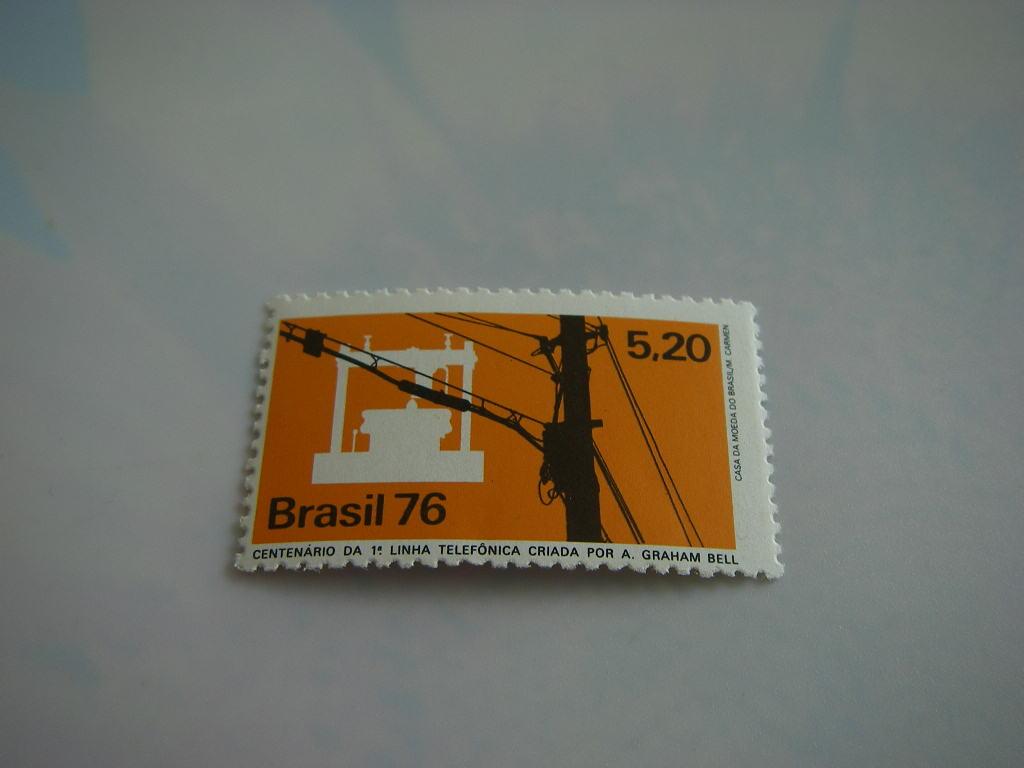 5,20
CASA DA MOEDA DO BRASIL/M. CARMEN
Brasil 76
CENTENÁRIO DA 1ª LINHA TELEFÔNICA CRIADA POR A. GRAHAM BELL